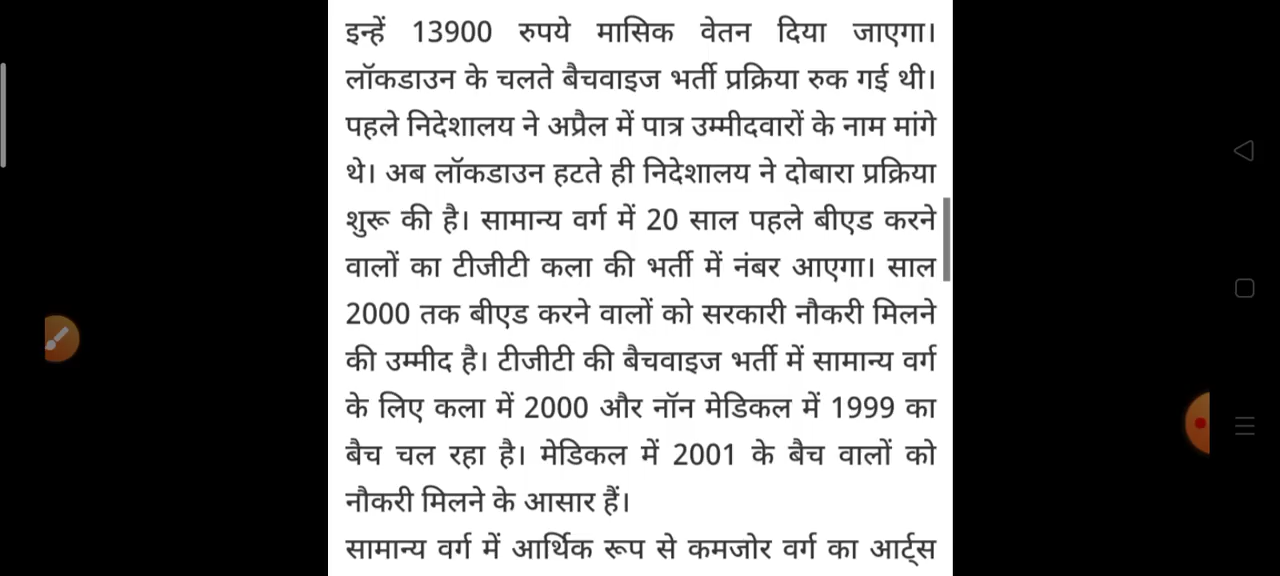 इन्हें 13900 रुपये मासिक वेतन दिया जाएगा।
लॉकडाउन के चलते बैचवाइज भर्ती प्रक्रिया रुक गई थी।
पहले निदेशालय ने अप्रैल में पात्र उम्मीदवारों के नाम मांगे
थे। अब लॉकडाउन हटते ही निदेशालय ने दोबारा प्रक्रिया
शुरू की है। सामान्य वर्ग में 20 साल पहले बीएड करने
वालों का टीजीटी कला की भर्ती में नंबर आएगा। साल
2000 तक बीएड करने वालों को सरकारी नौकरी मिलने
की उम्मीद है। टीजीटी की बैचवाइज भर्ती में सामान्य वर्ग
के लिए कला में 2000 और नॉन मेडिकल में 1999 का
बैच चल रहा है। मेडिकल में 2001 के बैच वालों को
नौकरी मिलने के आसार हैं।
सामान्य वर्ग में आर्थिक रूप से कमजोर वर्ग का आर्ट्स